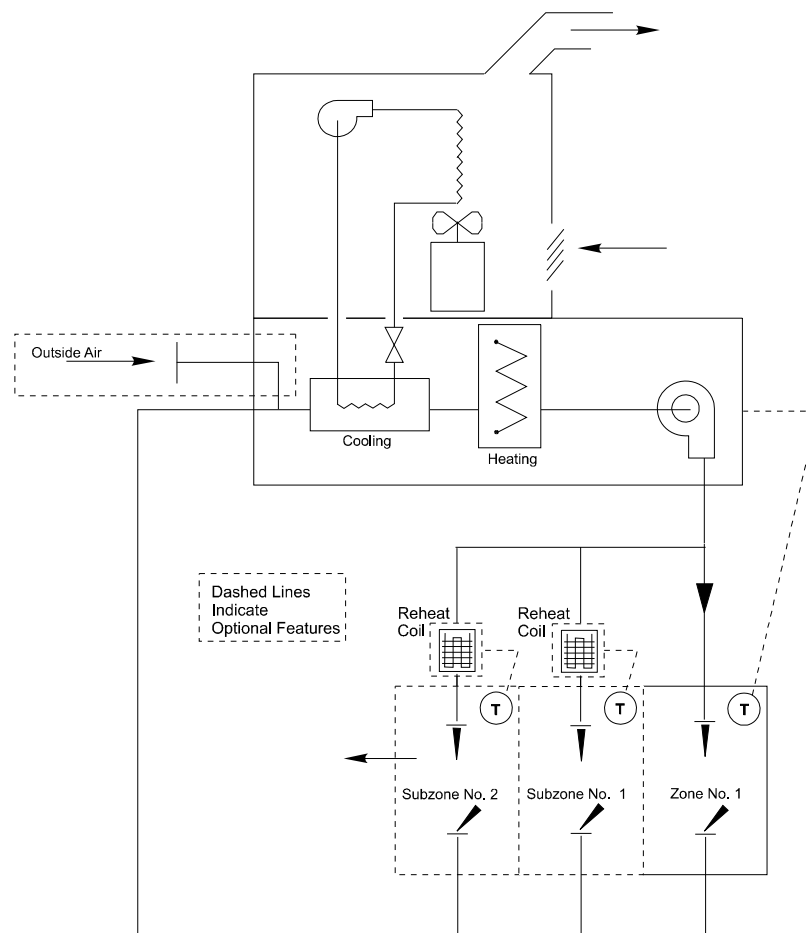 Outside Air
Cooling
Heating
Dashed Lines
Indicate
Optional Features
Reheat
Coil
Reheat
Coil
T
T
T
Subzone No. 2
Subzone No. 1
Zone No. 1